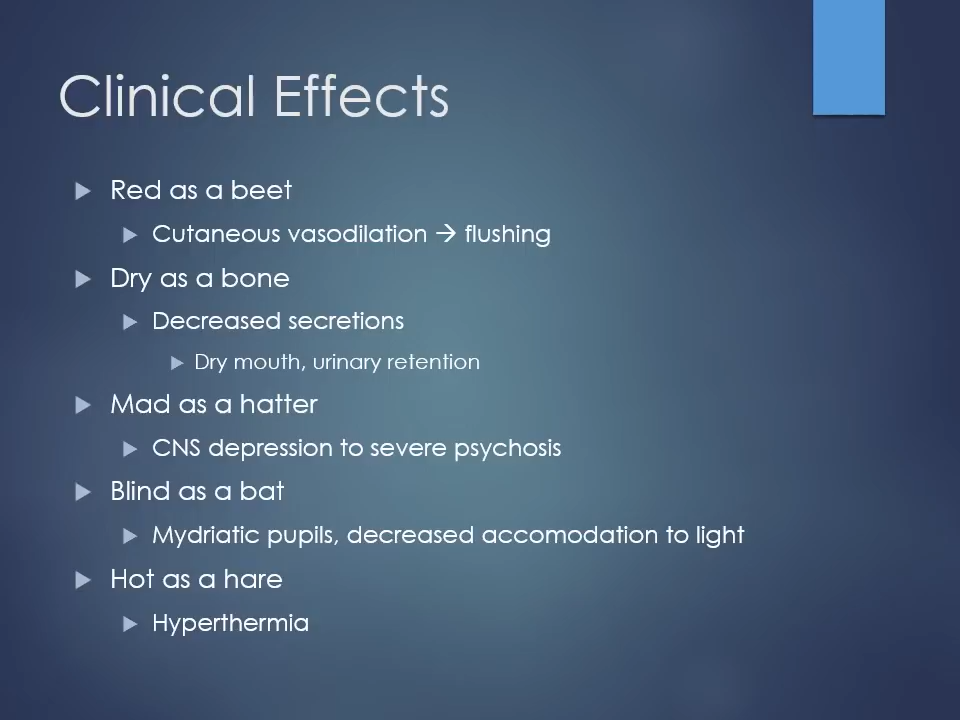 Clinical Effects
Red as a beet
Cutaneous vasodilation → flushing
Dry as a bone
Decreased secretions
Dry mouth, urinary retention
Mad as a hatter
CNS depression to severe psychosis
Blind as a bat
Mydriatic pupils, decreased accomodation to light
Hot as a hare
Hyperthermia